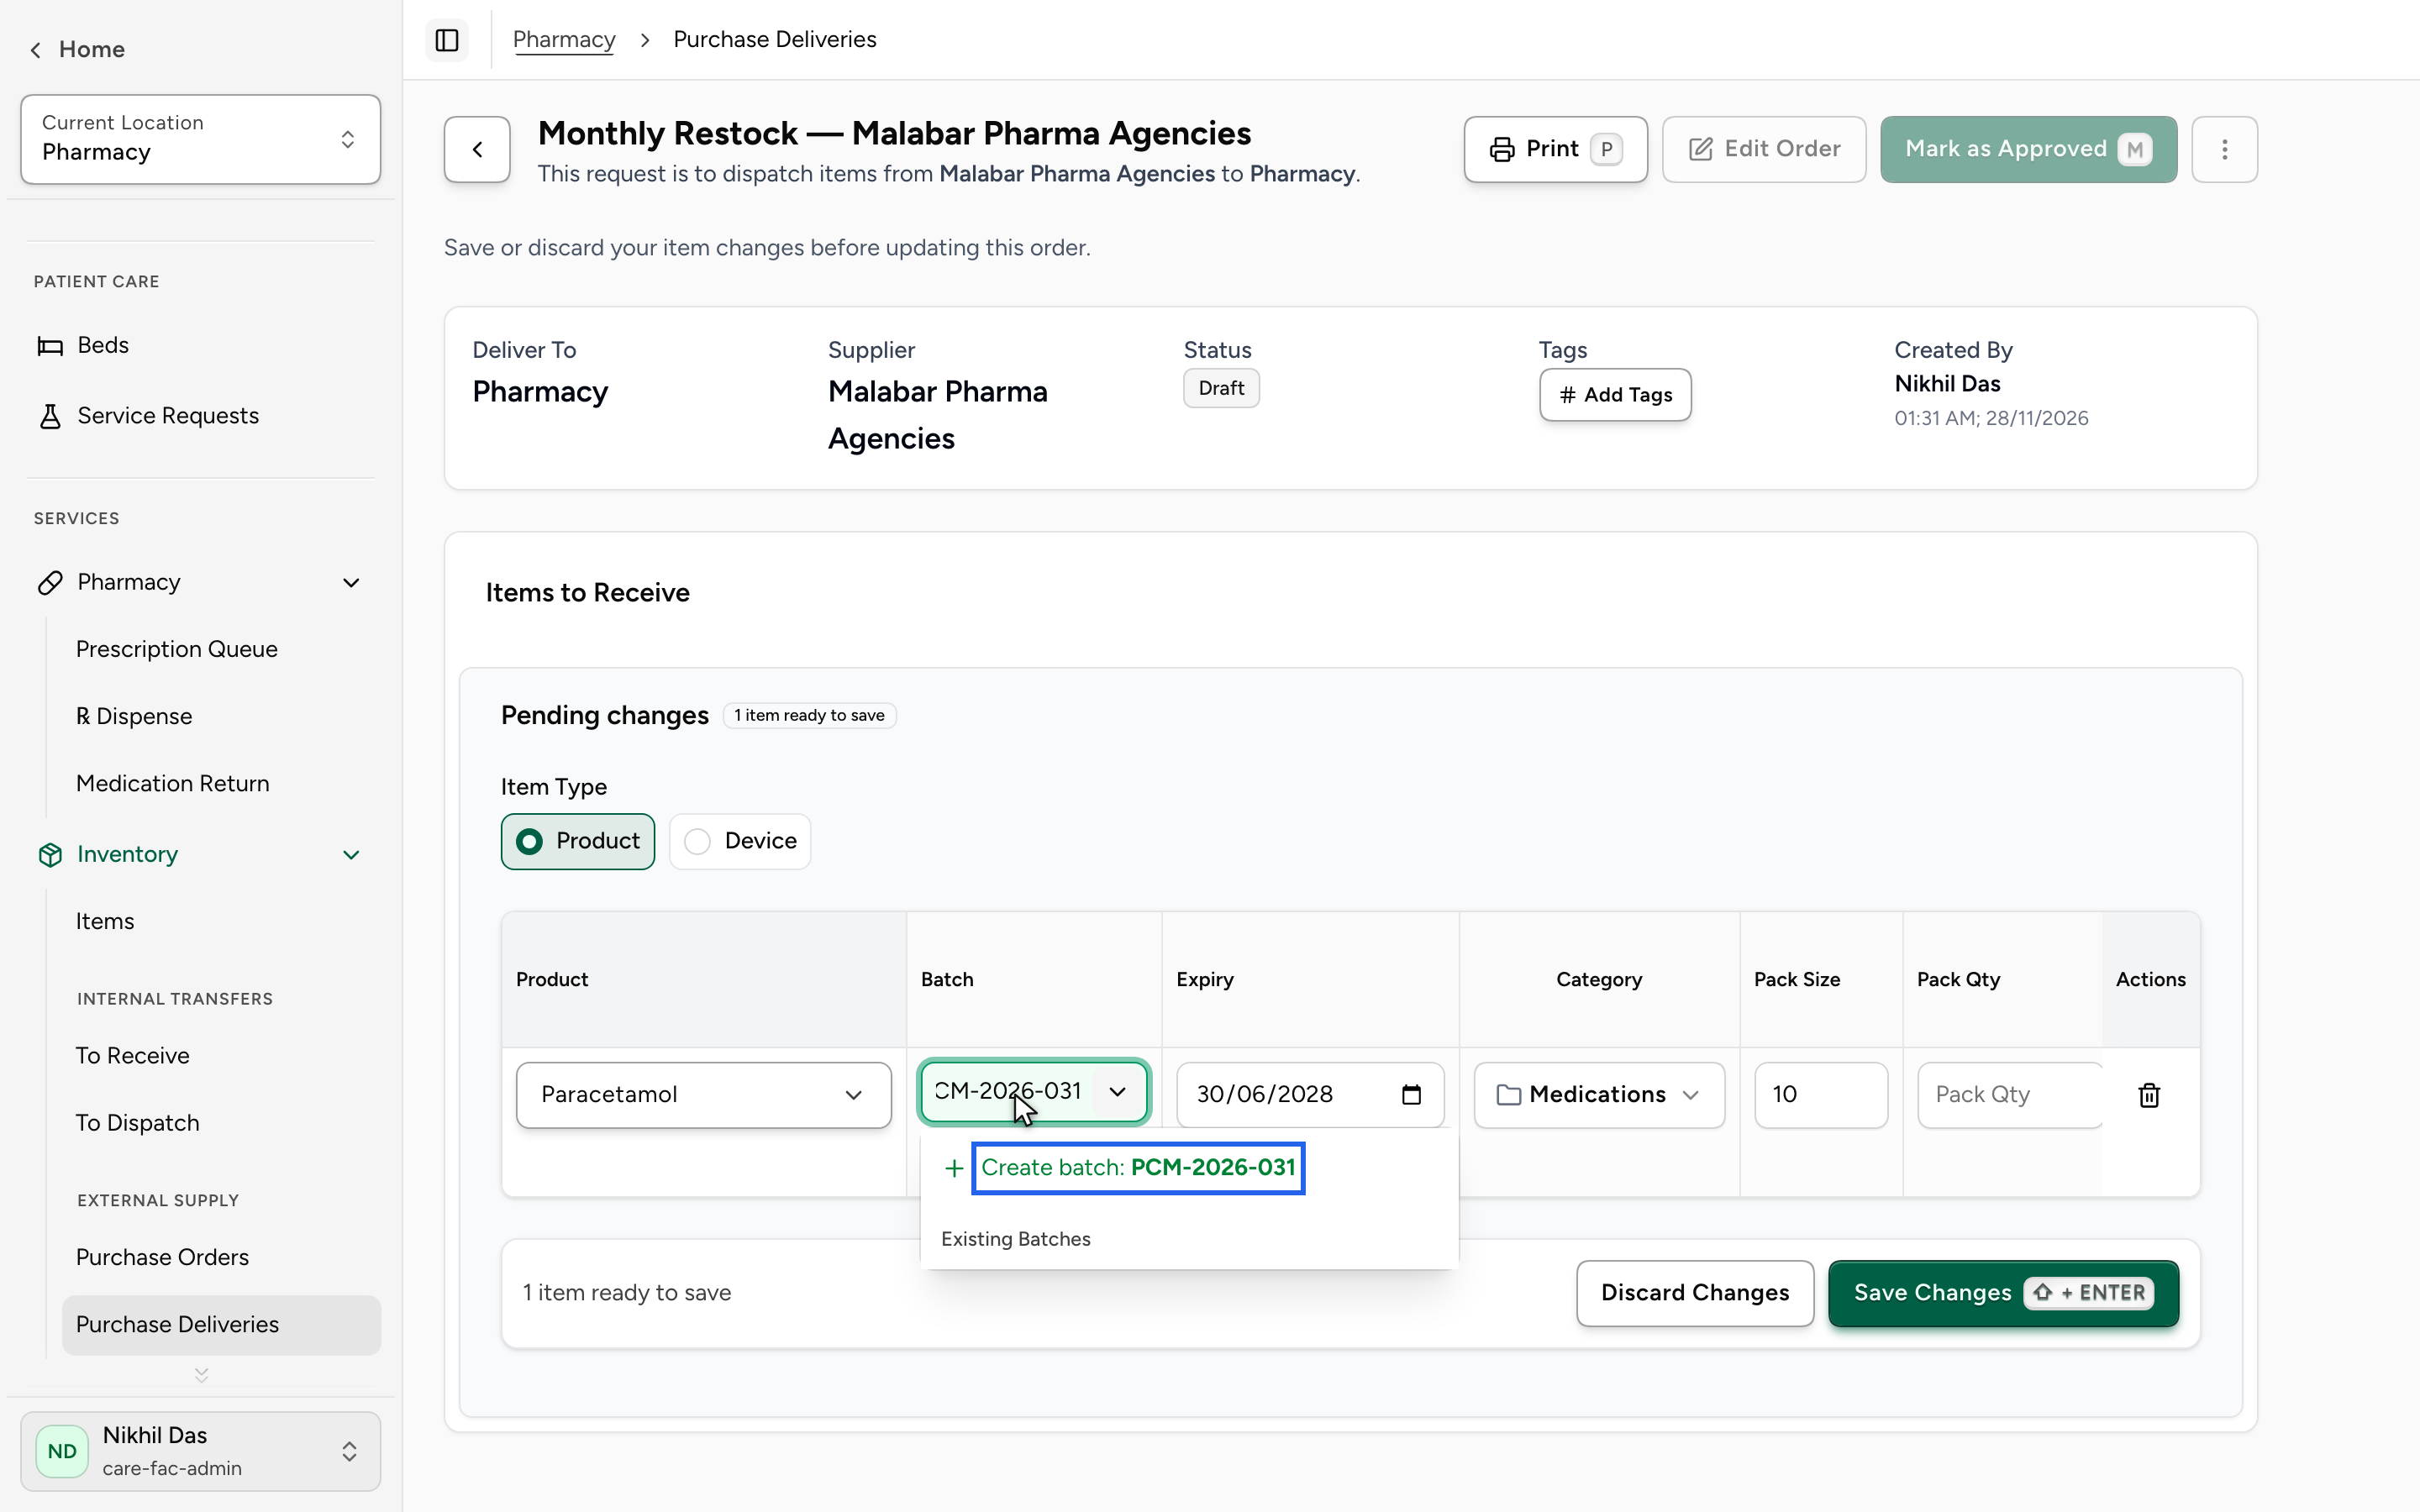 Home
Current Location
Pharmacy
PATIENT CARE
Beds
Service Requests
SERVICES
Pharmacy
Prescription Queue
℞ Dispense
Medication Return
Inventory
Items
INTERNAL TRANSFERS
To Receive
To Dispatch
EXTERNAL SUPPLY
Purchase Orders
Purchase Deliveries
ND
Nikhil Das
care-fac-admin
Pharmacy > Purchase Deliveries
Monthly Restock — Malabar Pharma Agencies
This request is to dispatch items from Malabar Pharma Agencies to Pharmacy.
Print P
Edit Order
Mark as Approved M
Save or discard your item changes before updating this order.
Deliver To
Pharmacy
Supplier
Malabar Pharma
Agencies
Status
Draft
Tags
# Add Tags
Created By
Nikhil Das
01:31 AM; 28/11/2026
Items to Receive
Pending changes 1 item ready to save
Item Type
Product Device
Product Batch Expiry Category Pack Size Pack Qty Actions
Paracetamol CM-2026-031 30/06/2028 Medications 10 Pack Qty
+ Create batch: PCM-2026-031
Existing Batches
1 item ready to save
Discard Changes
Save Changes ⇧ + ENTER